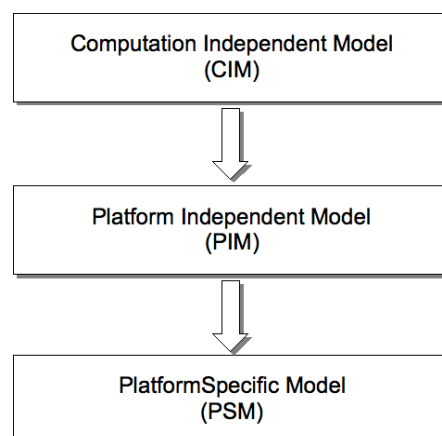 Computation Independent Model
(CIM)
Platform Independent Model
(PIM)
PlatformSpecific Model
(PSM)